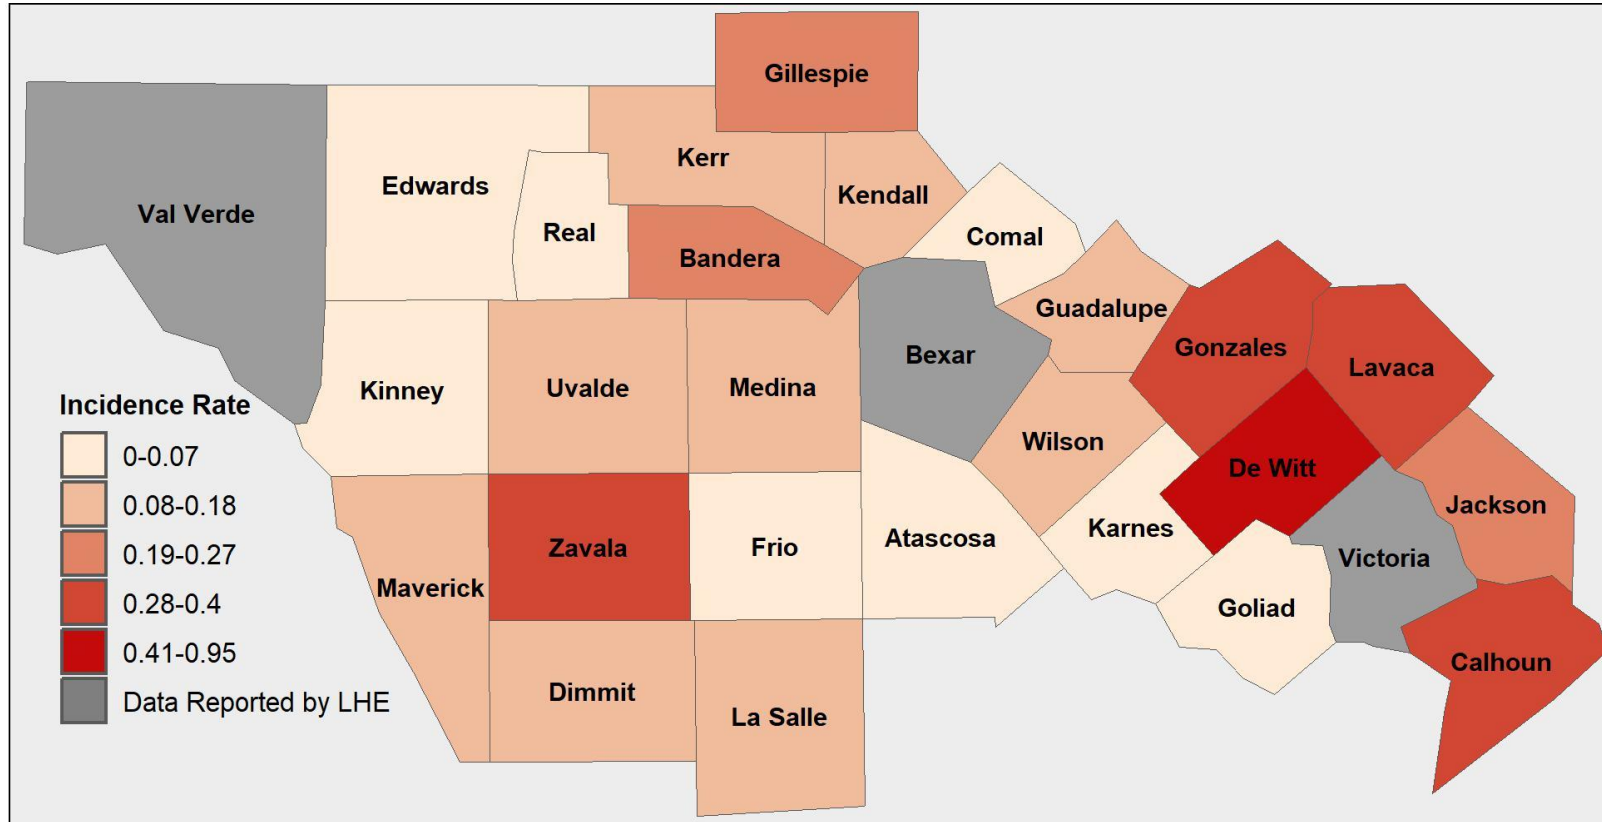 Gillespie
Kerr
Edwards
Kendall
Val Verde
Real
Comal
Bandera
Guadalupe
Gonzales
Bexar
Lavaca
Kinney
Uvalde
Medina
Wilson
De Witt
Jackson
Karnes
Atascosa
Zavala
Frio
Victoria
Maverick
Goliad
Calhoun
Dimmit
La Salle
Incidence Rate
0-0.07
0.08-0.18
0.19-0.27
0.28-0.4
0.41-0.95
Data Reported by LHE